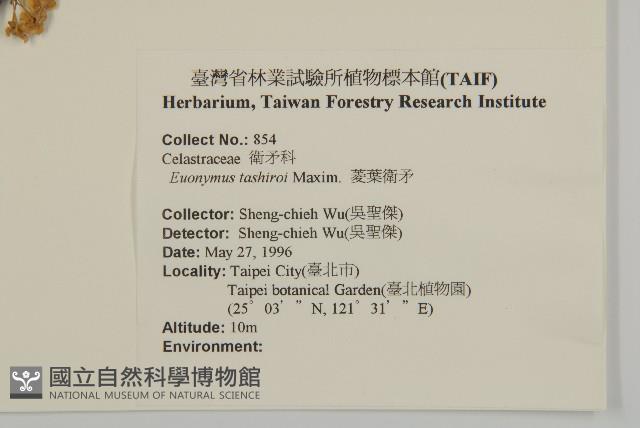 臺灣省林業試驗所植物標本館(TAIF)
Herbarium, Taiwan Forestry Research Institute
Collect No.: 854
Celastraceae 衛矛科
Euonymus tashiroi Maxim. 菱葉衛矛
Collector: Sheng-chieh Wu(吳聖傑)
Detector: Sheng-chieh Wu(吳聖傑)
Date: May 27, 1996
Locality: Taipei City(臺北市)
Taipei botanical Garden(臺北植物園)
(25° 03' ” N, 121° 31' ” E)
Altitude: 10m
Environment:
國立自然科學博物館
NATIONAL MUSEUM OF NATURAL SCIENCE